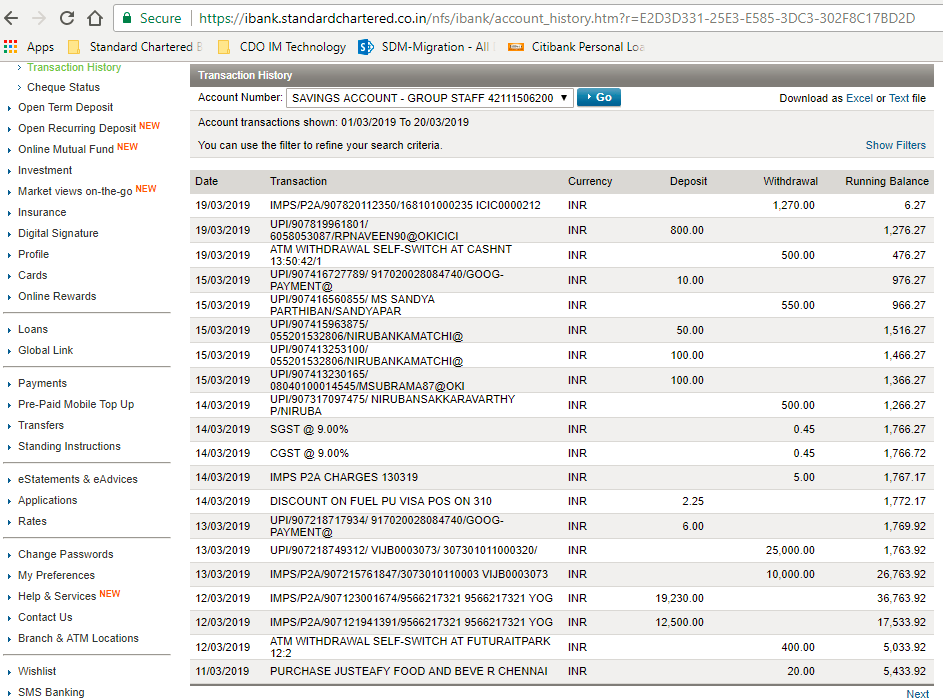 Secure https://ibank.standardchartered.co.in/nfs/ibank/account_history.htm?r=E2D3D331-25E3-E585-3DC3-302F8C17BD2D
Apps Standard Chartered B CDO IM Technology SDM-Migration - All Citibank Personal Loa
Transaction History
Cheque Status
Open Term Deposit
Open Recurring Deposit NEW
Online Mutual Fund NEW
Investment
Market views on-the-go NEW
Insurance
Digital Signature
Profile
Cards
Online Rewards
Loans
Global Link
Payments
Pre-Paid Mobile Top Up
Transfers
Standing Instructions
eStatements & eAdvices
Applications
Rates
Change Passwords
My Preferences
Help & Services NEW
Contact Us
Branch & ATM Locations
Wishlist
SMS Banking
Transaction History
Account Number: SAVINGS ACCOUNT - GROUP STAFF 42111506200 Go Download as Excel or Text file
Account transactions shown: 01/03/2019 To 20/03/2019
You can use the filter to refine your search criteria. Show Filters
Date Transaction Currency Deposit Withdrawal Running Balance
19/03/2019 IMPS/P2A/907820112350/168101000235 ICIC0000212 INR 1,270.00 6.27
UPI/907819961801/
19/03/2019 6058053087/RPNAVEEN90@OKICICI INR 800.00 1,276.27
ATM WITHDRAWAL SELF-SWITCH AT CASHNT
19/03/2019 13:50:42/1 INR 500.00 476.27
UPI/907416727789/ 917020028084740/GOOG-
15/03/2019 PAYMENT@ INR 10.00 976.27
UPI/907416560855/ MS SANDYA
15/03/2019 PARTHIBAN/SANDYAPAR INR 550.00 966.27
UPI/907415963875/
15/03/2019 055201532806/NIRUBANKAMATCHI@ INR 50.00 1,516.27
UPI/907413253100/
15/03/2019 055201532806/NIRUBANKAMATCHI@ INR 100.00 1,466.27
UPI/907413230165/
15/03/2019 08040100014545/MSUBRAMA87@OKI INR 100.00 1,366.27
UPI/907317097475/ NIRUBANSAKKARAVARTHY
14/03/2019 P/NIRUBA INR 500.00 1,266.27
14/03/2019 SGST @ 9.00% INR 0.45 1,766.27
14/03/2019 CGST @ 9.00% INR 0.45 1,766.72
14/03/2019 IMPS P2A CHARGES 130319 INR 5.00 1,767.17
14/03/2019 DISCOUNT ON FUEL PU VISA POS ON 310 INR 2.25 1,772.17
UPI/907218717934/ 917020028084740/GOOG-
13/03/2019 PAYMENT@ INR 6.00 1,769.92
13/03/2019 UPI/907218749312/ VIJB0003073/ 307301011000320/ INR 25,000.00 1,763.92
13/03/2019 IMPS/P2A/907215761847/3073010110003 VIJB0003073 INR 10,000.00 26,763.92
12/03/2019 IMPS/P2A/907123001674/9566217321 9566217321 YOG INR 19,230.00 36,763.92
12/03/2019 IMPS/P2A/907121941391/9566217321 9566217321 YOG INR 12,500.00 17,533.92
ATM WITHDRAWAL SELF-SWITCH AT FUTURAITPARK
12/03/2019 12:2 INR 400.00 5,033.92
11/03/2019 PURCHASE JUSTEAFY FOOD AND BEVE R CHENNAI INR 20.00 5,433.92
Next